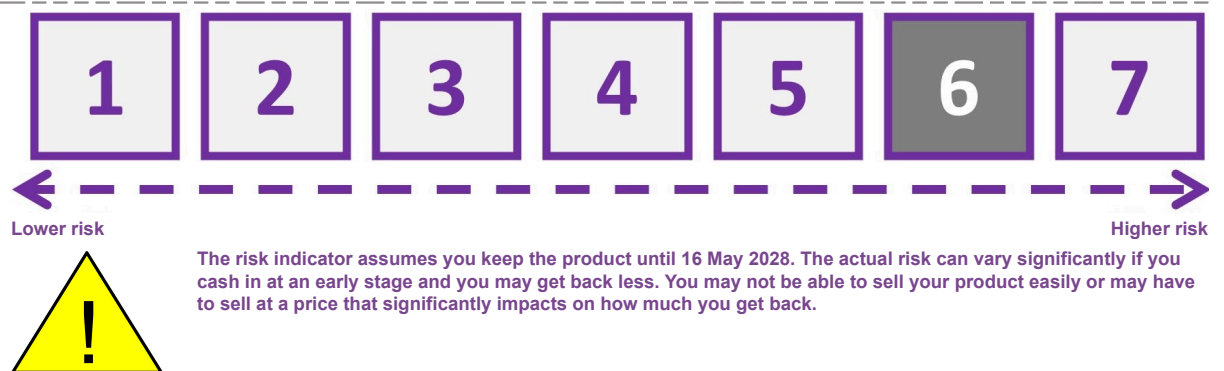 1 2 3 4 5 6 7
Lower risk Higher risk
The risk indicator assumes you keep the product until 16 May 2028. The actual risk can vary significantly if you
cash in at an early stage and you may get back less. You may not be able to sell your product easily or may have
to sell at a price that significantly impacts on how much you get back.
!